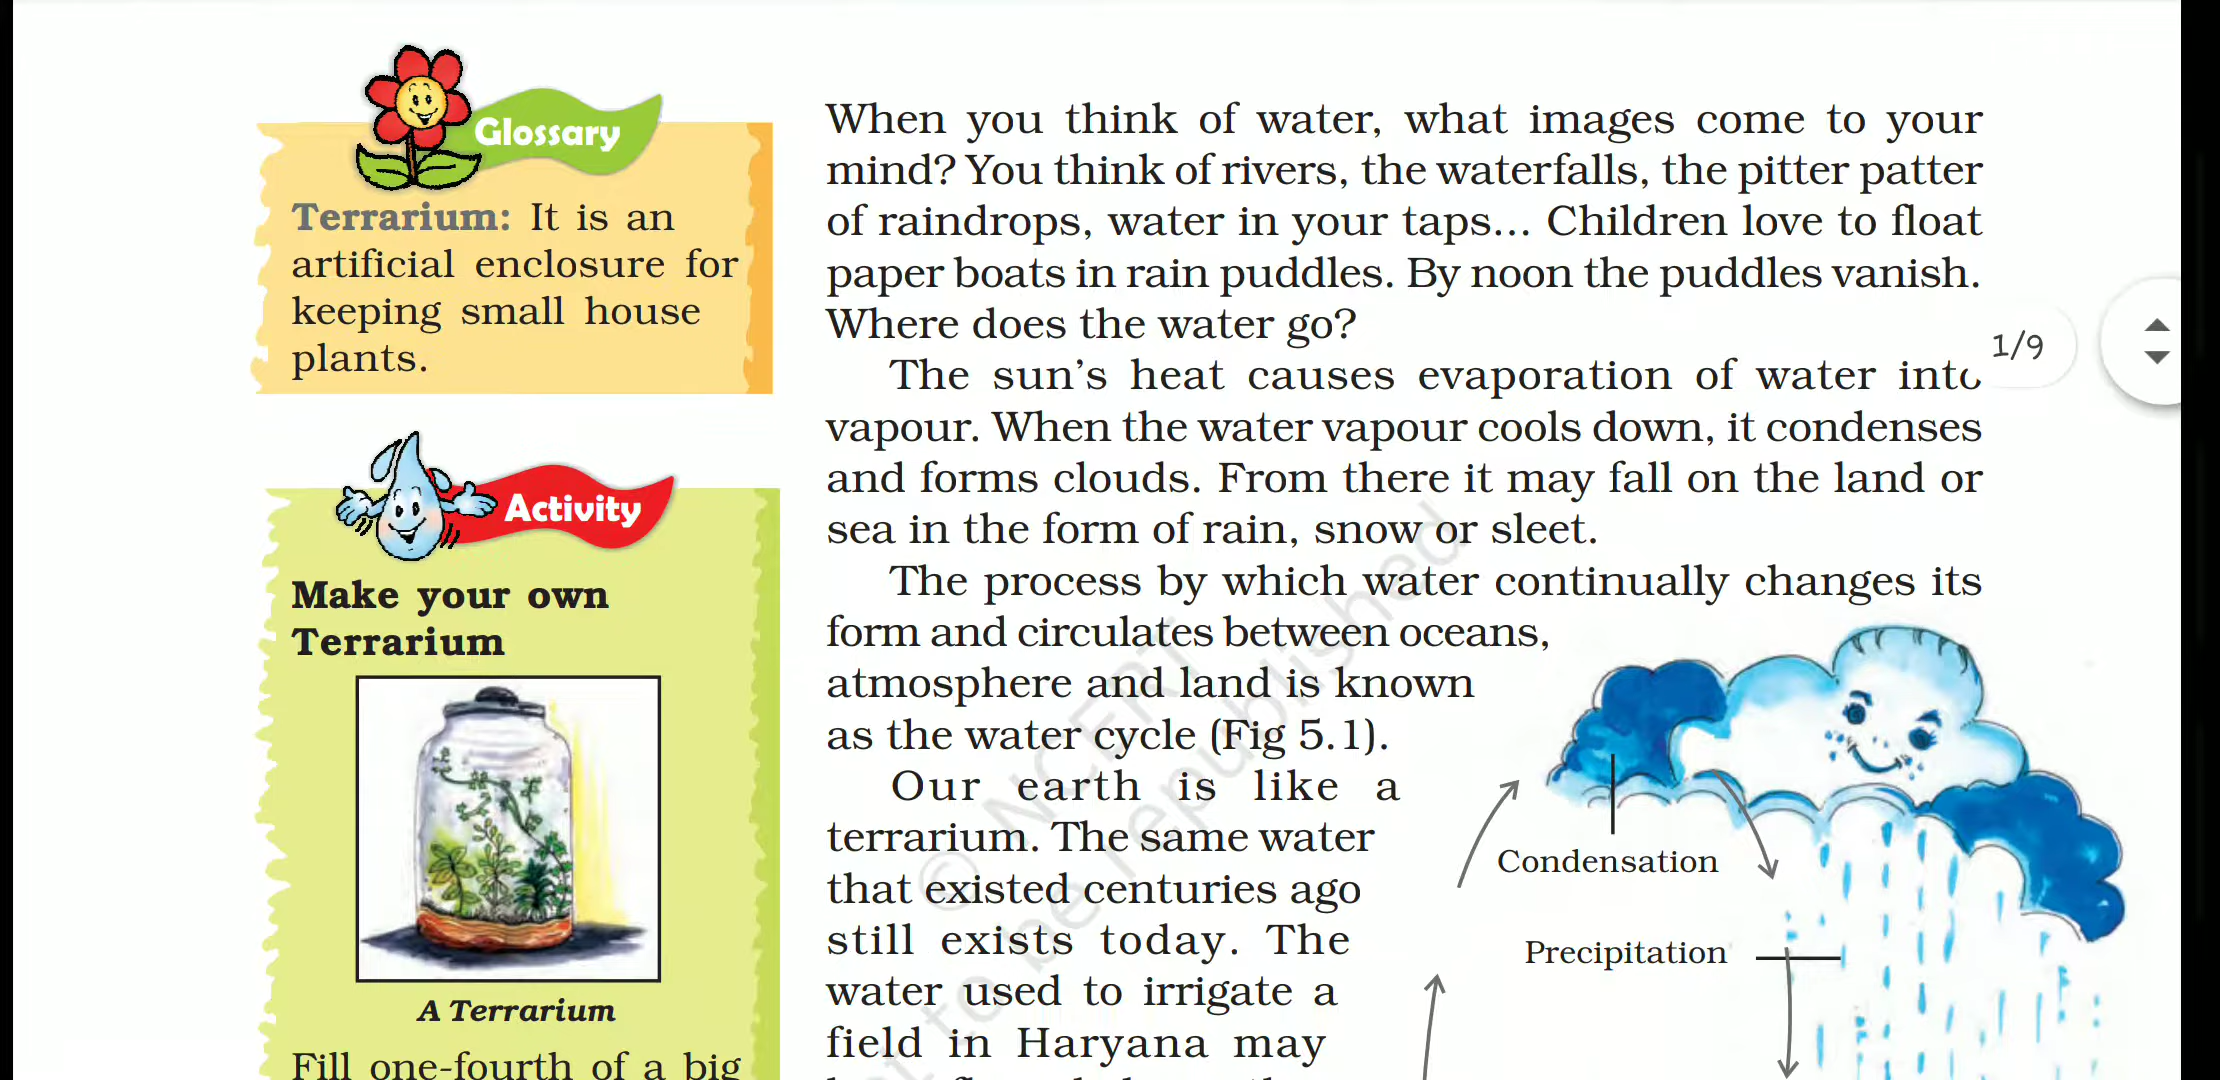 Glossary
Terrarium: It is an
artificial enclosure for
keeping small house
plants.
Activity
Make your own
Terrarium
A Terrarium
Fill one-fourth of a big
When you think of water, what images come to your
mind? You think of rivers, the waterfalls, the pitter patter
of raindrops, water in your taps... Children love to float
paper boats in rain puddles. By noon the puddles vanish.
Where does the water go?
The sun’s heat causes evaporation of water into
vapour. When the water vapour cools down, it condenses
and forms clouds. From there it may fall on the land or
sea in the form of rain, snow or sleet.
The process by which water continually changes its
form and circulates between oceans,
atmosphere and land is known
as the water cycle (Fig 5.1).
Our earth is like a
terrarium. The same water
that existed centuries ago
still exists today. The
water used to irrigate a
field in Haryana may
Condensation
Precipitation
1/9
© NCERT
to be republished